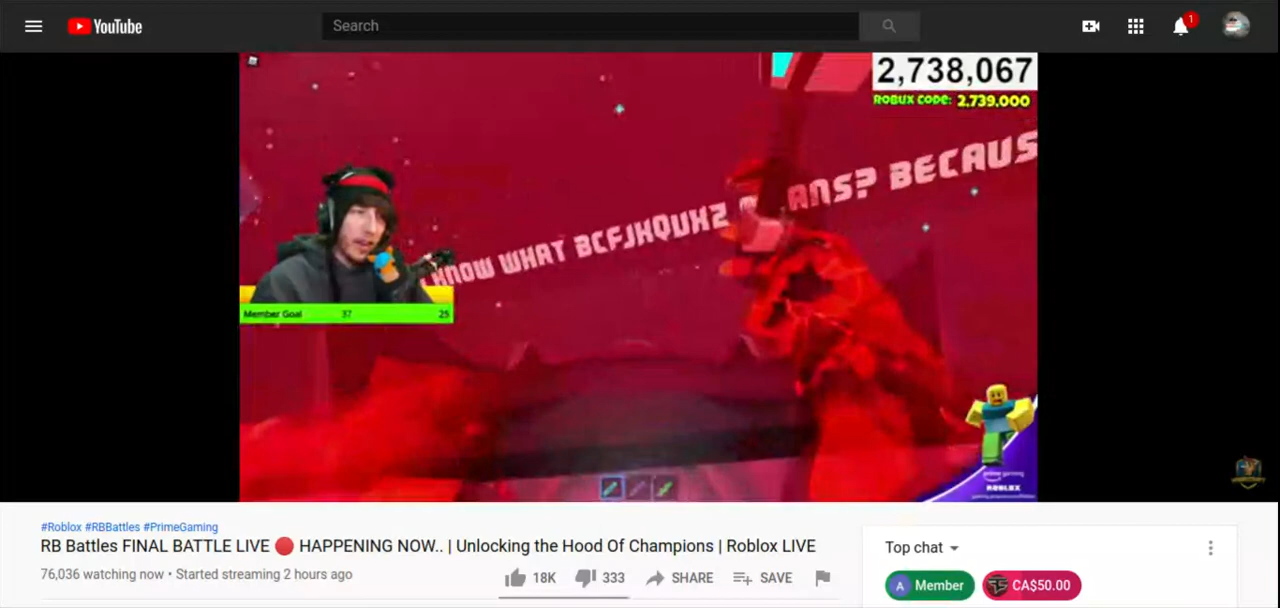 YouTube
Search
1
2,738,067
ROBUX CODE: 2,739,000
KNOW WHAT BCFJHQUHZ ANS? BECAUS
Member Goal 37 25
prime gaming
ROBLOX
#Roblox #RBBattles #PrimeGaming
RB Battles FINAL BATTLE LIVE 🔴 HAPPENING NOW.. | Unlocking the Hood Of Champions | Roblox LIVE
76,036 watching now • Started streaming 2 hours ago
18K 333 SHARE SAVE
Top chat
A Member CA$50.00